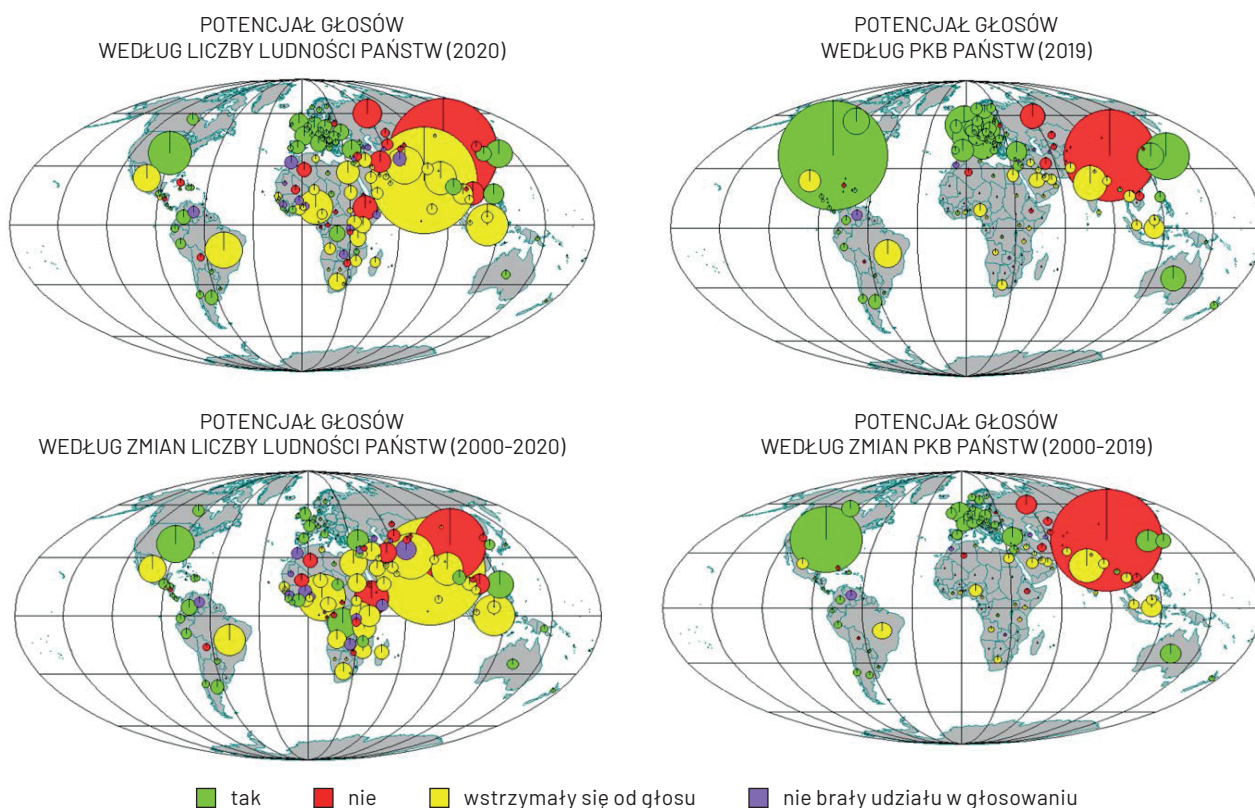 POTENCJAŁ GŁOSÓW
WEDŁUG LICZBY LUDNOŚCI PAŃSTW (2020)
POTENCJAŁ GŁOSÓW
WEDŁUG PKB PAŃSTW (2019)
POTENCJAŁ GŁOSÓW
WEDŁUG ZMIAN LICZBY LUDNOŚCI PAŃSTW (2000-2020)
POTENCJAŁ GŁOSÓW
WEDŁUG ZMIAN PKB PAŃSTW (2000-2019)
tak
nie
wstrzymały się od głosu
nie brały udziału w głosowaniu